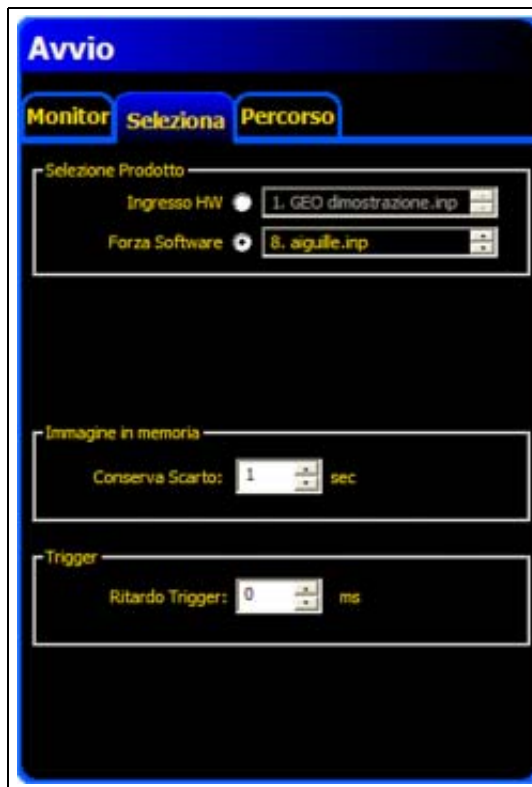 Avvio
Monitor Seleziona Percorso
Selezione Prodotto
Ingresso HW 1. GEO dimostrazione.inp
Forza Software 8. aiguille.inp
Immagine in memoria
Conserva Scarto: 1 sec
Trigger
Ritardo Trigger: 0 ms